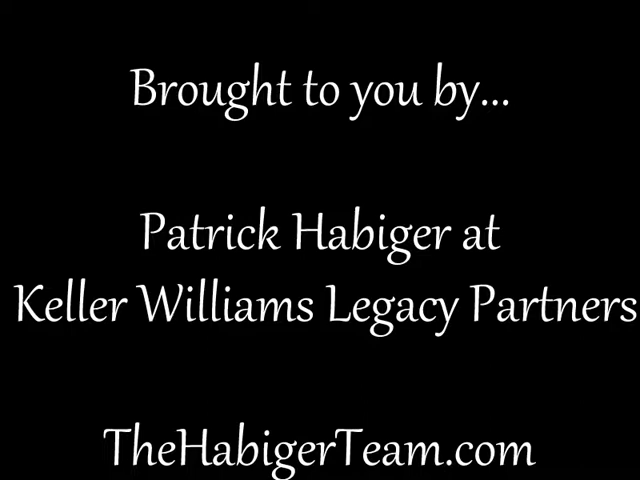 Brought to you by...
Patrick Habiger at
Keller Williams Legacy Partners
TheHabigerTeam.com